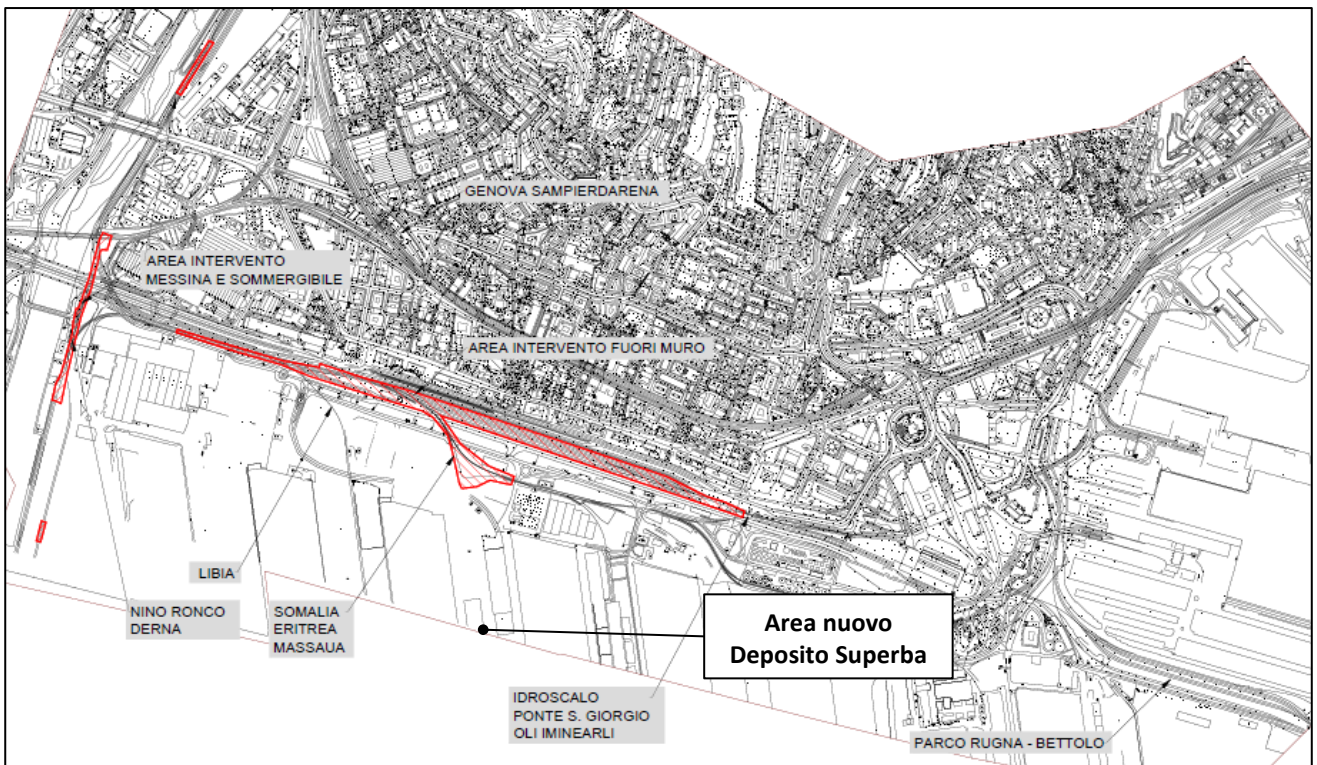 GENOVA SAMPIERDARENA
AREA INTERVENTO
MESSINA E SOMMERGIBILE
AREA INTERVENTO FUORI MURO
LIBIA
NINO RONCO
DERNA
SOMALIA
ERITREA
MASSAUA
Area nuovo
Deposito Superba
IDROSCALO
PONTE S. GIORGIO
OLI IMINEARLI
PARCO RUGNA - BETTOLO